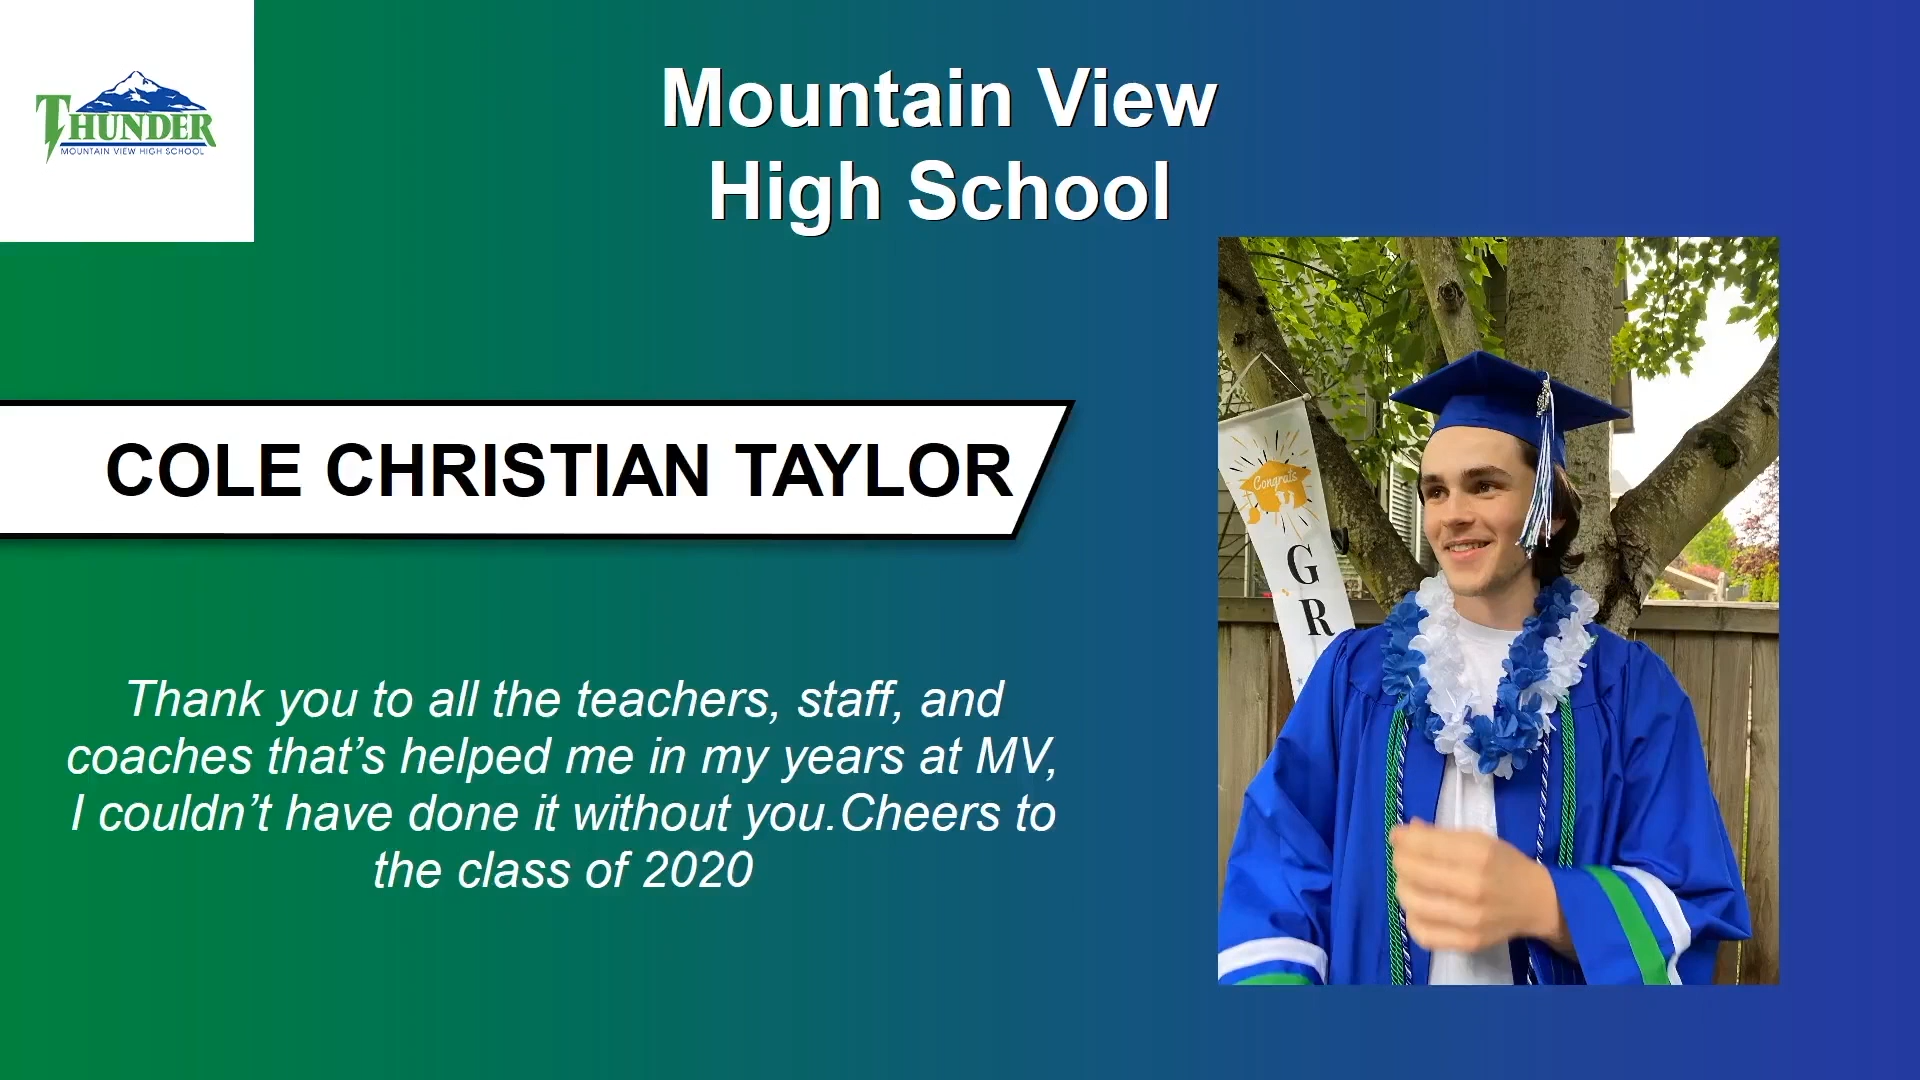 THUNDER
MOUNTAIN VIEW HIGH SCHOOL
Mountain View
High School
COLE CHRISTIAN TAYLOR
Thank you to all the teachers, staff, and
coaches that’s helped me in my years at MV,
I couldn’t have done it without you.Cheers to
the class of 2020
Congrats
G
R